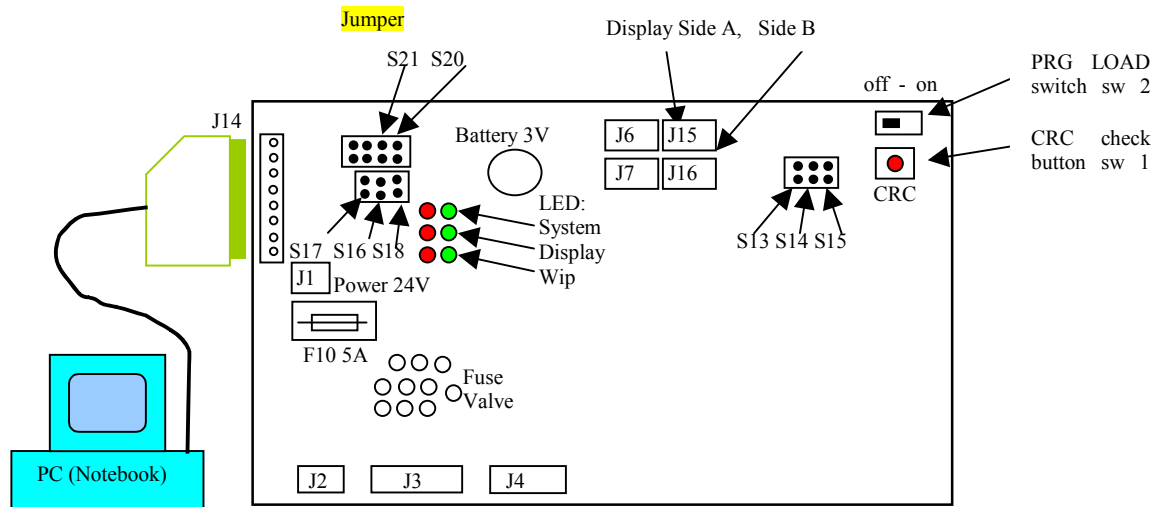 Jumper
Display Side A, Side B
S21 S20
PRG LOAD
switch sw 2
off - on
J14
CRC check
button sw 1
Battery 3V
J6 J15
J7 J16
CRC
LED:
System
Display
Wip
S17 S16 S18
S13 S14 S15
J1
Power 24V
F10 5A
Fuse
Valve
PC (Notebook)
J2 J3 J4